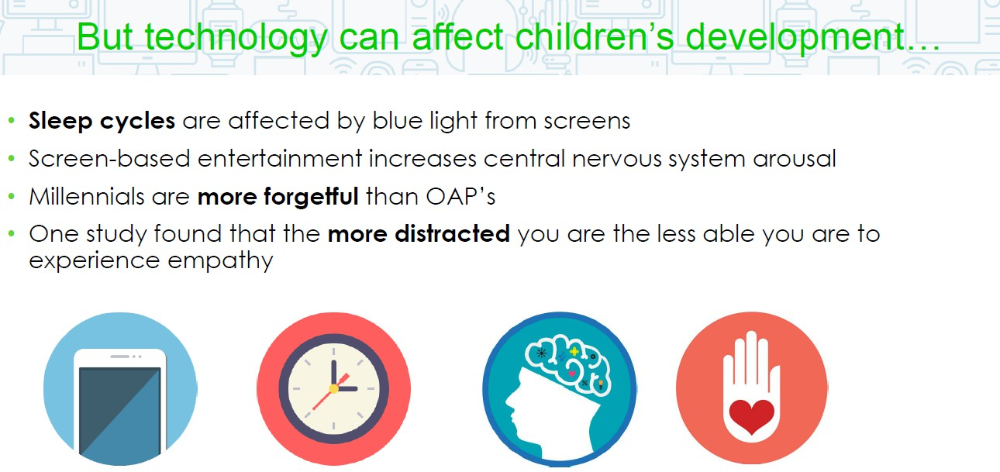 But technology can affect children’s development…
• Sleep cycles are affected by blue light from screens
• Screen-based entertainment increases central nervous system arousal
• Millennials are more forgetful than OAP’s
• One study found that the more distracted you are the less able you are to
experience empathy